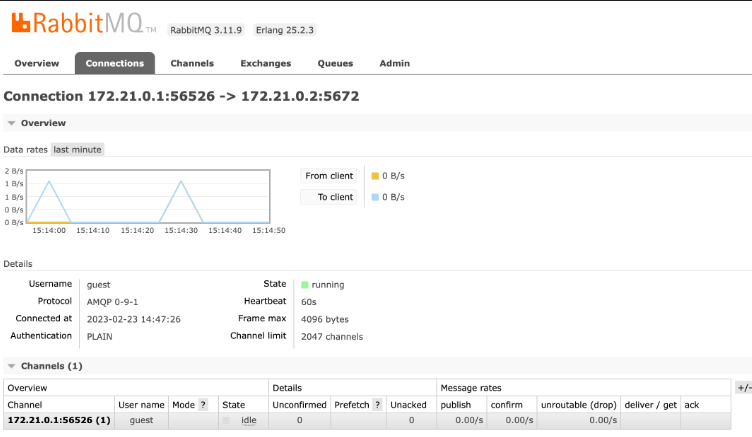 RabbitMQ TM RabbitMQ 3.11.9 Erlang 25.2.3
Overview Connections Channels Exchanges Queues Admin
Connection 172.21.0.1:56526 -> 172.21.0.2:5672
Overview
Data rates last minute
2 B/s
1 B/s
1 B/s
0 B/s
0 B/s
15:14:00 15:14:10 15:14:20 15:14:30 15:14:40 15:14:50
From client 0 B/s
To client 0 B/s
Details
Username guest State running
Protocol AMQP 0-9-1 Heartbeat 60s
Connected at 2023-02-23 14:47:26 Frame max 4096 bytes
Authentication PLAIN Channel limit 2047 channels
Channels (1)
Overview Details Message rates +/-
Channel User name Mode ? State Unconfirmed Prefetch ? Unacked publish confirm unroutable (drop) deliver / get ack
172.21.0.1:56526 (1) guest idle 0 0 0.00/s 0.00/s 0.00/s